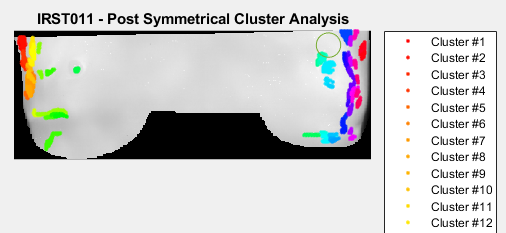 IRST011 - Post Symmetrical Cluster Analysis
Cluster #1
Cluster #2
Cluster #3
Cluster #4
Cluster #5
Cluster #6
Cluster #7
Cluster #8
Cluster #9
Cluster #10
Cluster #11
Cluster #12